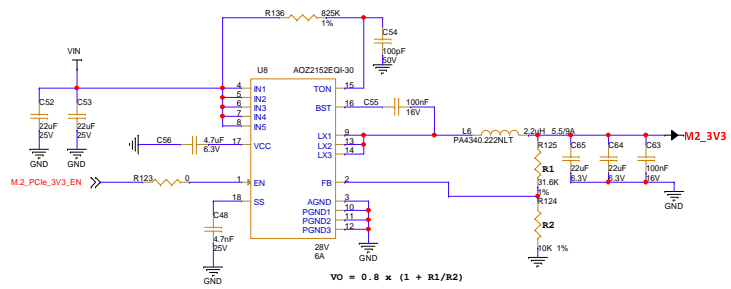 R136 825K
1%
C54
100pF
50V
VIN
U8 AOZ2152EQI-30
C52
22uF
25V
GND
C53
22uF
25V
GND
4 IN1
5 IN2
6 IN3
7 IN4
8 IN5
TON 15
GND
BST 16
C55 100nF
16V
LX1 9
LX2 13
LX3 14
L6 2.2uH 5.5/9A
PA4340.222NLT
M2_3V3
C56 4.7uF
6.3V
17 VCC
M.2_PCIe_3V3_EN
R123 0
1 EN
FB 2
18 SS
C48
4.7nF
25V
GND
AGND 3
PGND1 10
PGND2 11
PGND3 12
GND
28V
6A
R125
R1
31.6K
1%
R124
R2
10K 1%
GND
C65
22uF
6.3V
C64
22uF
6.3V
C63
100nF
16V
GND
VO = 0.8 x (1 + R1/R2)